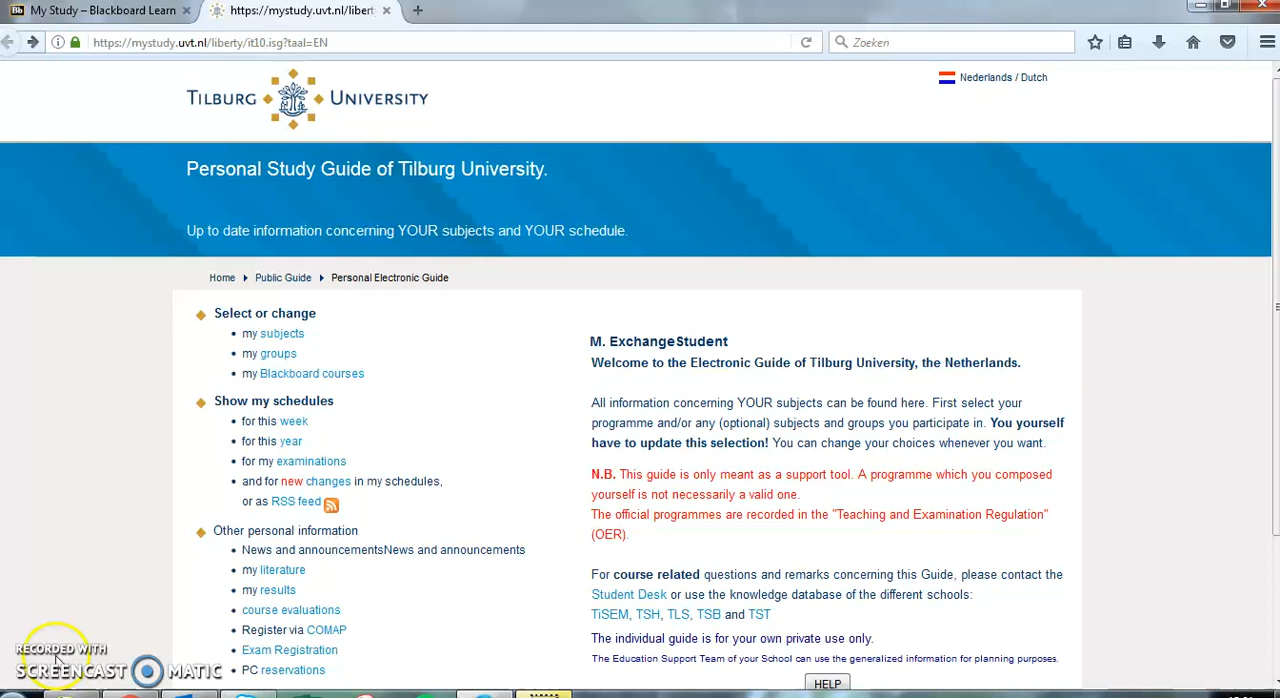 My Study – Blackboard Learn
https://mystudy.uvt.nl/libert
https://mystudy.uvt.nl/liberty/it10.isg?taal=EN
Zoeken
Nederlands / Dutch
TILBURG UNIVERSITY
Personal Study Guide of Tilburg University.
Up to date information concerning YOUR subjects and YOUR schedule.
Home Public Guide Personal Electronic Guide
Select or change
• my subjects
• my groups
• my Blackboard courses
Show my schedules
• for this week
• for this year
• for my examinations
• and for new changes in my schedules,
or as RSS feed
Other personal information
• News and announcementsNews and announcements
• my literature
• my results
• course evaluations
• Register via COMAP
• Exam Registration
• PC reservations
M. ExchangeStudent
Welcome to the Electronic Guide of Tilburg University, the Netherlands.
All information concerning YOUR subjects can be found here. First select your
programme and/or any (optional) subjects and groups you participate in. You yourself
have to update this selection! You can change your choices whenever you want.
N.B. This guide is only meant as a support tool. A programme which you composed
yourself is not necessarily a valid one.
The official programmes are recorded in the "Teaching and Examination Regulation"
(OER).
For course related questions and remarks concerning this Guide, please contact the
Student Desk or use the knowledge database of the different schools:
TiSEM, TSH, TLS, TSB and TST
The individual guide is for your own private use only.
The Education Support Team of your School can use the generalized information for planning purposes.
HELP
RECORDED WITH
SCREENCAST MATIC